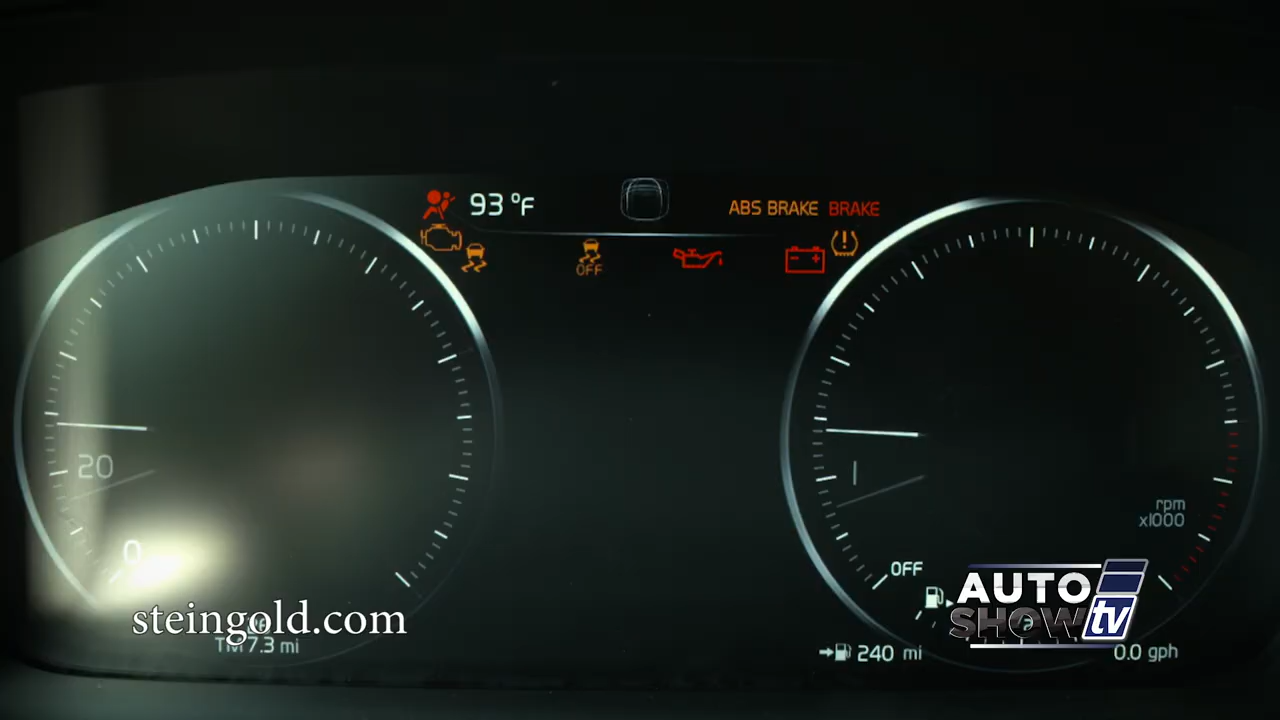 93 °F
ABS BRAKE BRAKE
OFF
20
0
rpm
x1000
OFF
AUTO
SHOW tv
steingold.com
TM 7.3 mi
240 mi
0.0 gph